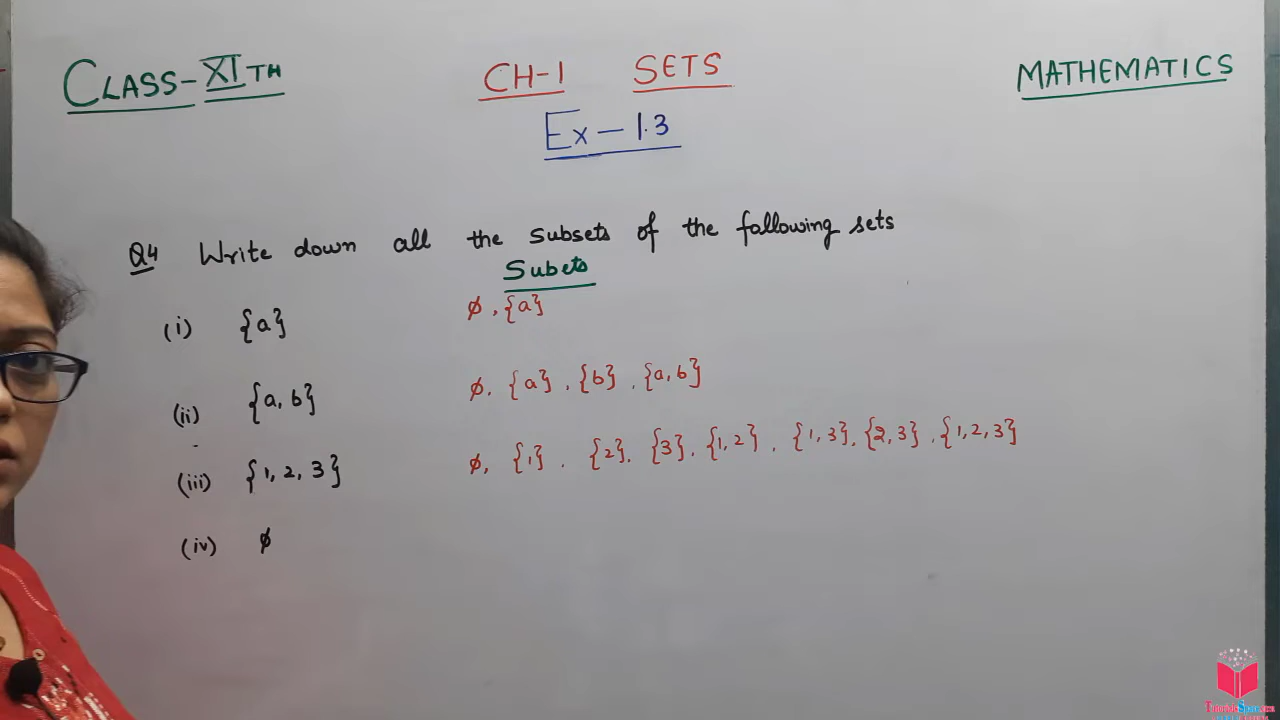 CLASS-XITH CH-1 SETS MATHEMATICS
Ex-1.3
Q4 Write down all the subsets of the following sets
Subets
(i) {a} ϕ, {a}
(ii) {a, b} ϕ, {a}, {b}, {a, b}
(iii) {1, 2, 3} ϕ, {1}, {2}, {3}, {1, 2}, {1, 3}, {2, 3}, {1, 2, 3}
(iv) ϕ